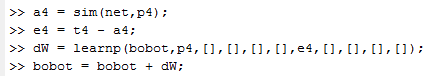 >> a4 = sim(net,p4);
>> e4 = t4 - a4;
>> dW = learnp(bobot,p4,[],[],[],[],e4,[],[],[],[]);
>> bobot = bobot + dW;